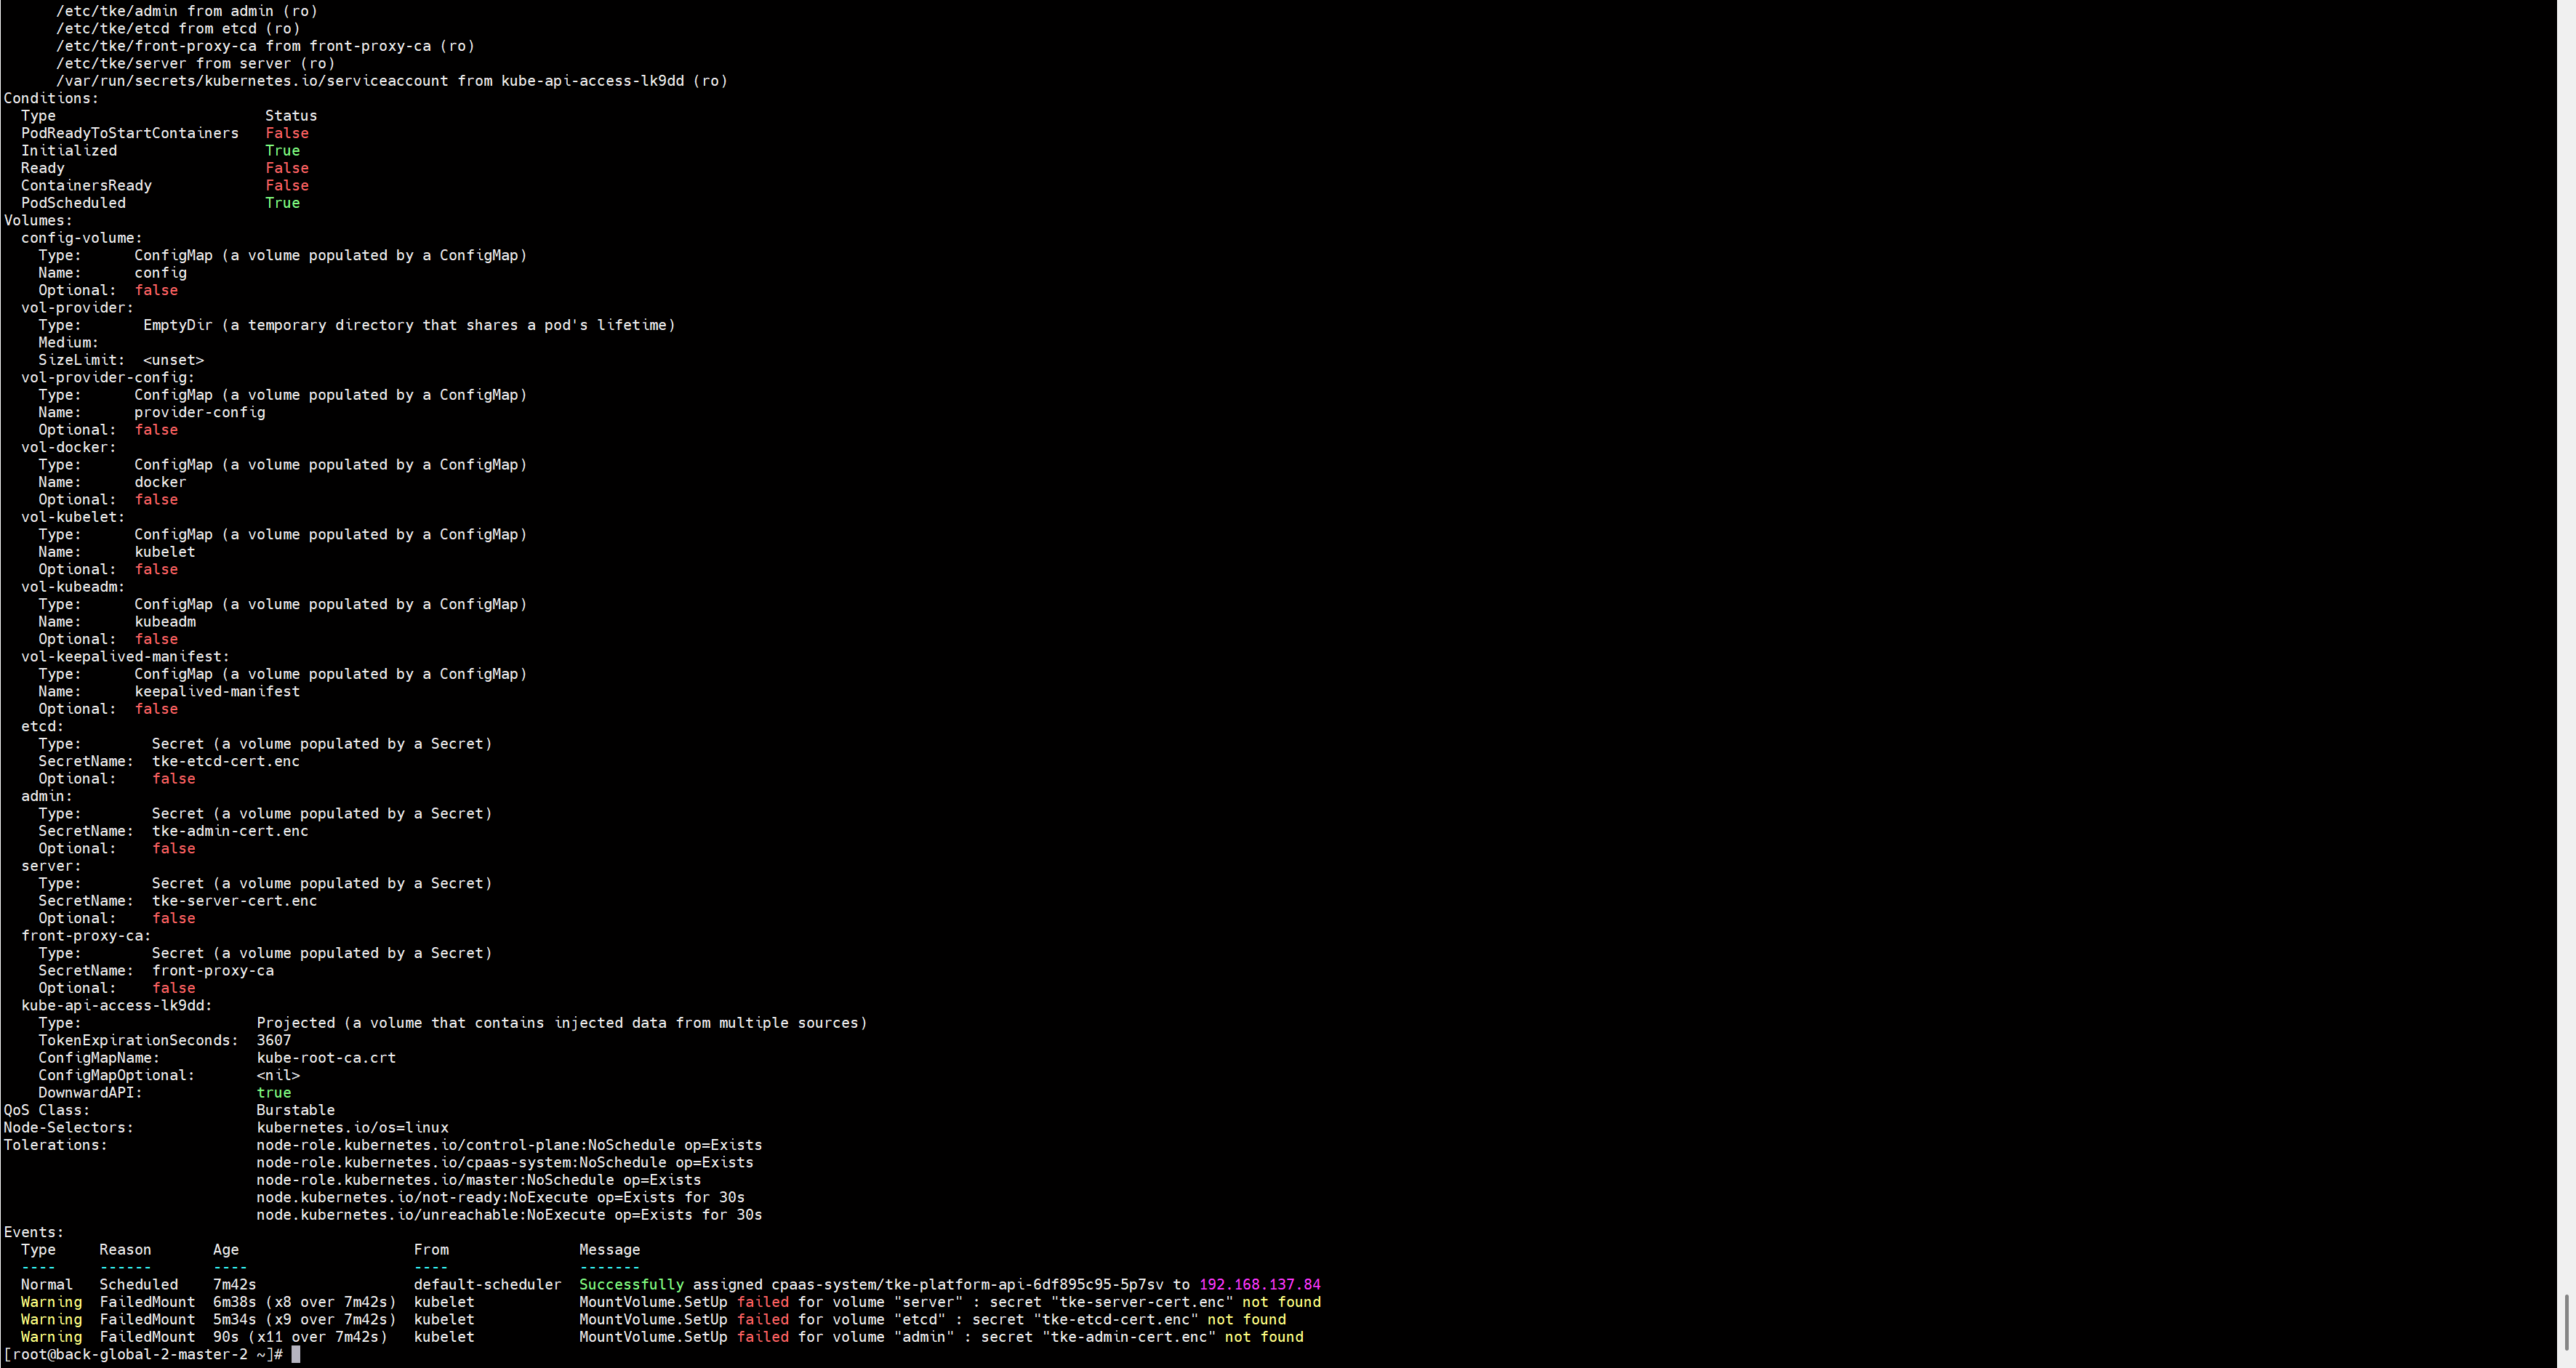 /etc/tke/admin from admin (ro)
      /etc/tke/etcd from etcd (ro)
      /etc/tke/front-proxy-ca from front-proxy-ca (ro)
      /etc/tke/server from server (ro)
      /var/run/secrets/kubernetes.io/serviceaccount from kube-api-access-lk9dd (ro)
Conditions:
  Type                        Status
  PodReadyToStartContainers   False
  Initialized                 True
  Ready                       False
  ContainersReady             False
  PodScheduled                True
Volumes:
  config-volume:
    Type:      ConfigMap (a volume populated by a ConfigMap)
    Name:      config
    Optional:  false
  vol-provider:
    Type:       EmptyDir (a temporary directory that shares a pod's lifetime)
    Medium:
    SizeLimit:  <unset>
  vol-provider-config:
    Type:      ConfigMap (a volume populated by a ConfigMap)
    Name:      provider-config
    Optional:  false
  vol-docker:
    Type:      ConfigMap (a volume populated by a ConfigMap)
    Name:      docker
    Optional:  false
  vol-kubelet:
    Type:      ConfigMap (a volume populated by a ConfigMap)
    Name:      kubelet
    Optional:  false
  vol-kubeadm:
    Type:      ConfigMap (a volume populated by a ConfigMap)
    Name:      kubeadm
    Optional:  false
  vol-keepalived-manifest:
    Type:      ConfigMap (a volume populated by a ConfigMap)
    Name:      keepalived-manifest
    Optional:  false
  etcd:
    Type:        Secret (a volume populated by a Secret)
    SecretName:  tke-etcd-cert.enc
    Optional:    false
  admin:
    Type:        Secret (a volume populated by a Secret)
    SecretName:  tke-admin-cert.enc
    Optional:    false
  server:
    Type:        Secret (a volume populated by a Secret)
    SecretName:  tke-server-cert.enc
    Optional:    false
  front-proxy-ca:
    Type:        Secret (a volume populated by a Secret)
    SecretName:  front-proxy-ca
    Optional:    false
  kube-api-access-lk9dd:
    Type:                    Projected (a volume that contains injected data from multiple sources)
    TokenExpirationSeconds:  3607
    ConfigMapName:           kube-root-ca.crt
    ConfigMapOptional:       <nil>
    DownwardAPI:             true
QoS Class:                   Burstable
Node-Selectors:              kubernetes.io/os=linux
Tolerations:                 node-role.kubernetes.io/control-plane:NoSchedule op=Exists
                             node-role.kubernetes.io/cpaas-system:NoSchedule op=Exists
                             node-role.kubernetes.io/master:NoSchedule op=Exists
                             node.kubernetes.io/not-ready:NoExecute op=Exists for 30s
                             node.kubernetes.io/unreachable:NoExecute op=Exists for 30s
Events:
  Type     Reason       Age                    From               Message
  ----     ------       ----                   ----               -------
  Normal   Scheduled    7m42s                  default-scheduler  Successfully assigned cpaas-system/tke-platform-api-6df895c95-5p7sv to 192.168.137.84
  Warning  FailedMount  6m38s (x8 over 7m42s)  kubelet            MountVolume.SetUp failed for volume "server" : secret "tke-server-cert.enc" not found
  Warning  FailedMount  5m34s (x9 over 7m42s)  kubelet            MountVolume.SetUp failed for volume "etcd" : secret "tke-etcd-cert.enc" not found
  Warning  FailedMount  90s (x11 over 7m42s)   kubelet            MountVolume.SetUp failed for volume "admin" : secret "tke-admin-cert.enc" not found
[root@back-global-2-master-2 ~]#